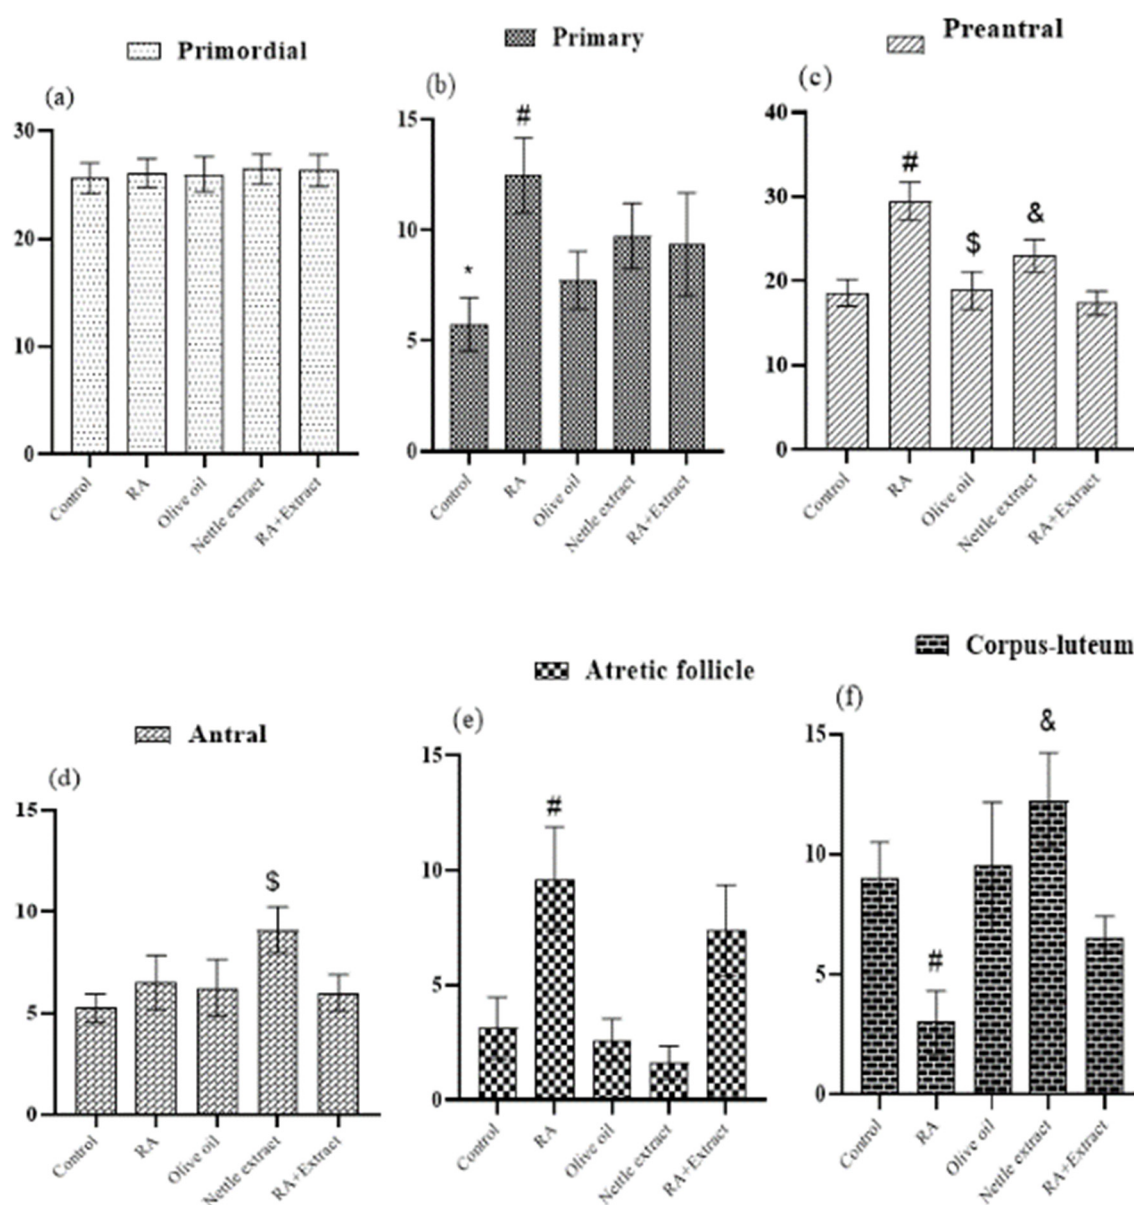 Primordial
(a)
30
20
10
0
Control
RA
Olive oil
Nettle extract
RA+Extract
Primary
(b)
#
*
15
10
5
0
Control
RA
Olive oil
Nettle extract
RA+Extract
Preantral
(c)
#
$
&
40
30
20
10
0
Control
RA
Olive oil
Nettle extract
RA+Extract
Antral
(d)
$
15
10
5
0
Control
RA
Olive oil
Nettle extract
RA+Extract
Atretic follicle
(e)
#
15
10
5
0
Control
RA
Olive oil
Nettle extract
RA+Extract
Corpus-luteum
(f)
&
#
15
10
5
0
Control
RA
Olive oil
Nettle extract
RA+Extract